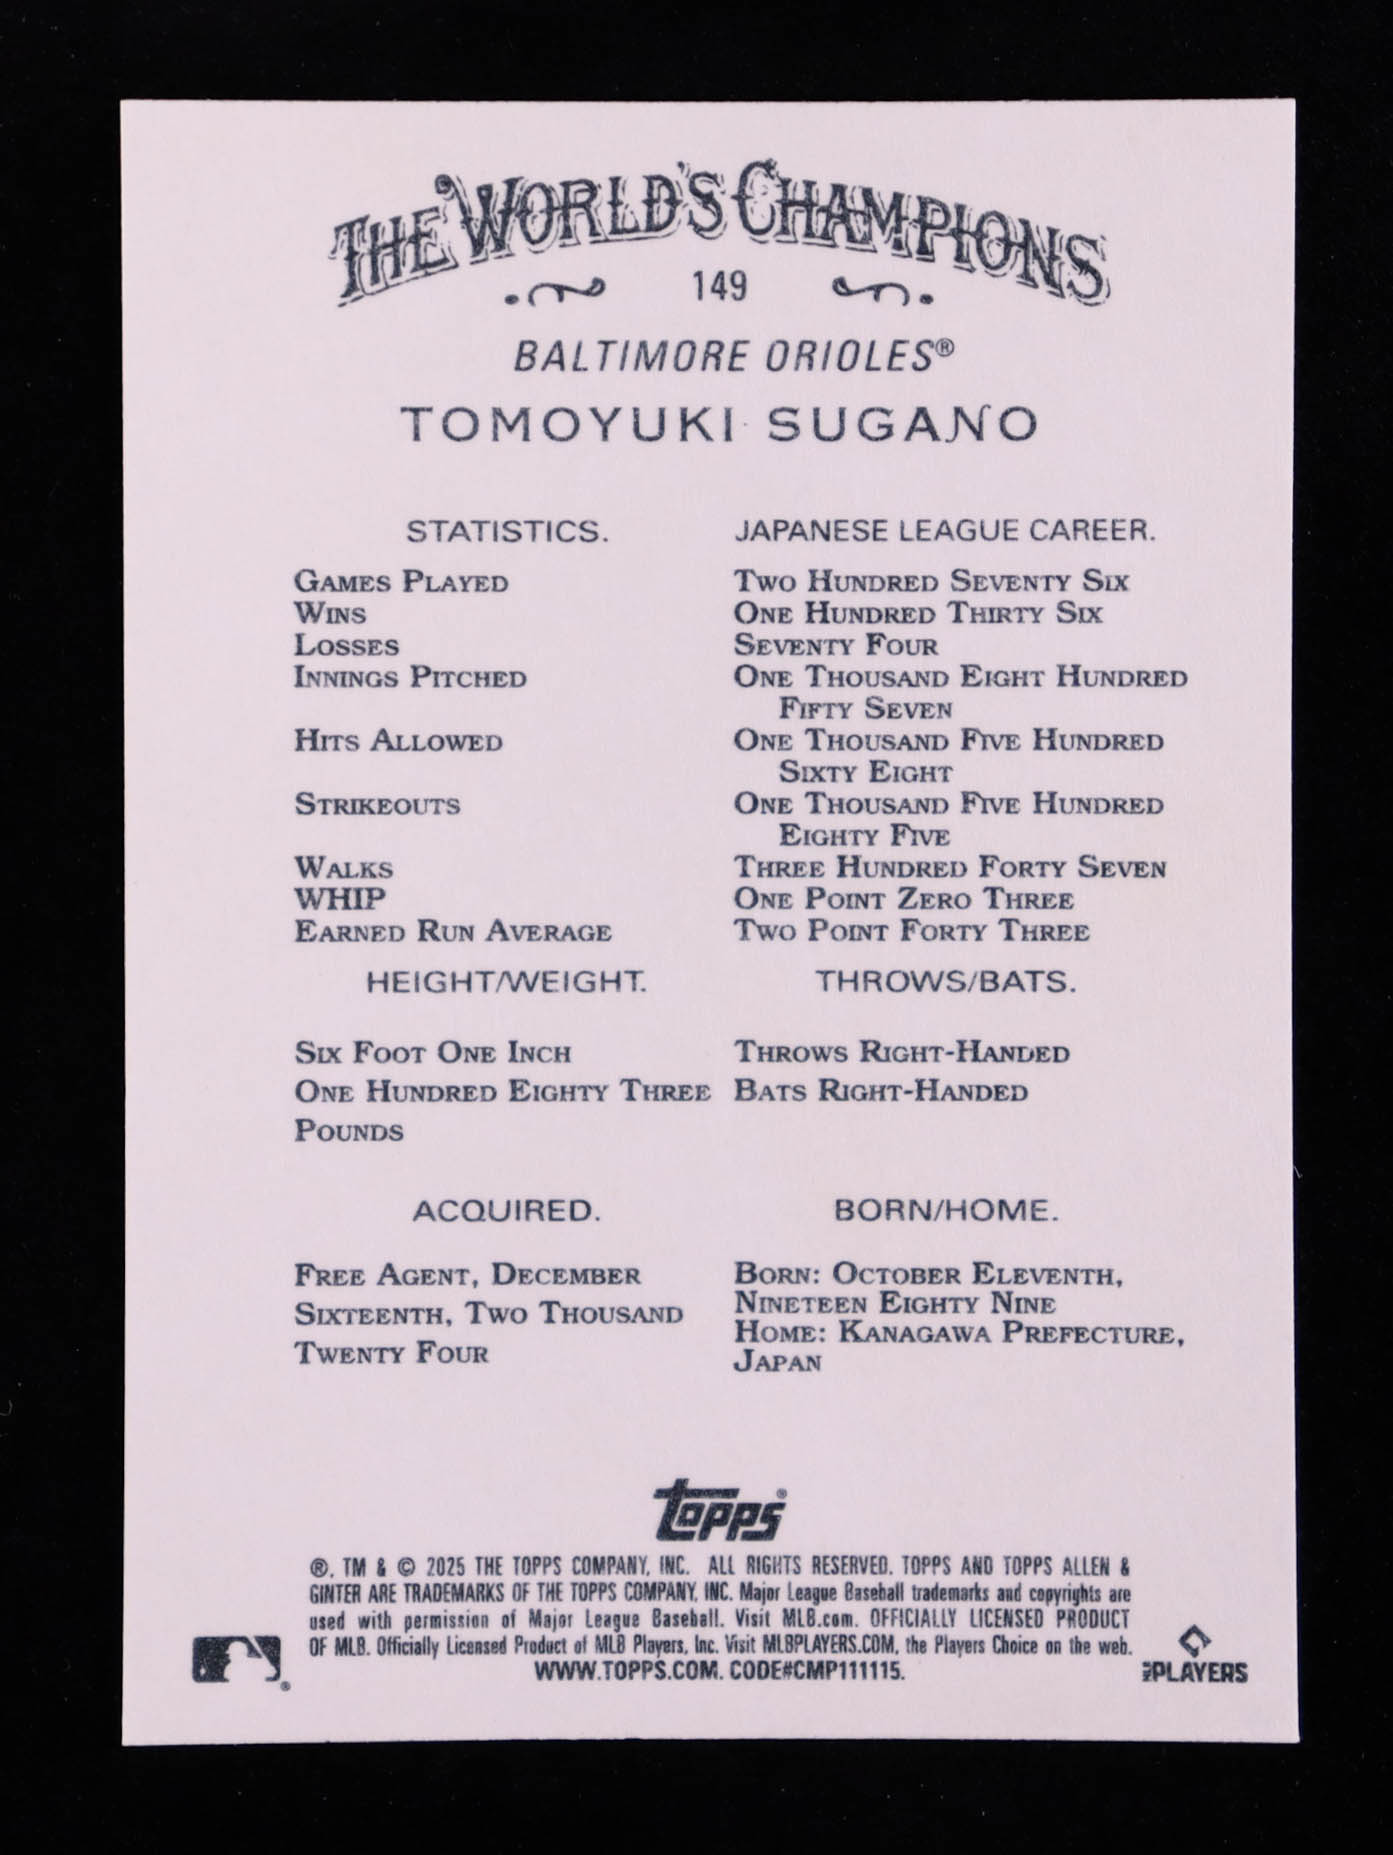 THE WORLD'S CHAMPIONS
149
BALTIMORE ORIOLES®
TOMOYUKI SUGANO
STATISTICS. JAPANESE LEAGUE CAREER.
GAMES PLAYED TWO HUNDRED SEVENTY SIX
WINS ONE HUNDRED THIRTY SIX
LOSSES SEVENTY FOUR
INNINGS PITCHED ONE THOUSAND EIGHT HUNDRED
FIFTY SEVEN
HITS ALLOWED ONE THOUSAND FIVE HUNDRED
SIXTY EIGHT
STRIKEOUTS ONE THOUSAND FIVE HUNDRED
EIGHTY FIVE
WALKS THREE HUNDRED FORTY SEVEN
WHIP ONE POINT ZERO THREE
EARNED RUN AVERAGE TWO POINT FORTY THREE
HEIGHT/WEIGHT. THROWS/BATS.
SIX FOOT ONE INCH THROWS RIGHT-HANDED
ONE HUNDRED EIGHTY THREE BATS RIGHT-HANDED
POUNDS
ACQUIRED.
FREE AGENT, DECEMBER
SIXTEENTH, TWO THOUSAND
TWENTY FOUR
BORN/HOME.
BORN: OCTOBER ELEVENTH,
NINETEEN EIGHTY NINE
HOME: KANAGAWA PREFECTURE,
JAPAN
topps®
®, TM & © 2025 THE TOPPS COMPANY, INC. ALL RIGHTS RESERVED. TOPPS AND TOPPS ALLEN &
GINTER ARE TRADEMARKS OF THE TOPPS COMPANY, INC. Major League Baseball trademarks and copyrights are
used with permission of Major League Baseball. Visit MLB.com. OFFICIALLY LICENSED PRODUCT
OF MLB. Officially Licensed Product of MLB Players, Inc. Visit MLBPLAYERS.COM, the Players Choice on the web.
WWW.TOPPS.COM. CODE#CMP111115.
MLB PLAYERS